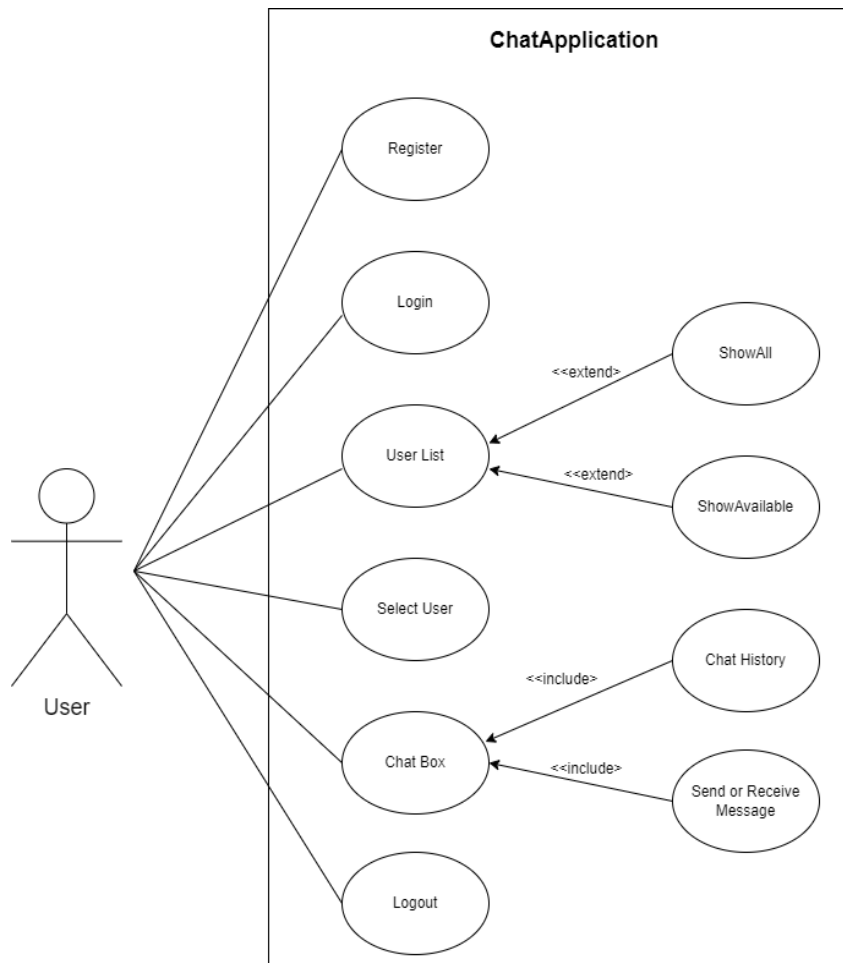 ChatApplication
Register
Login
ShowAll
<<extend>
User List
<<extend>
ShowAvailable
Select User
Chat History
<<include>
User
Chat Box
<<include>
Send or Receive
Message
Logout